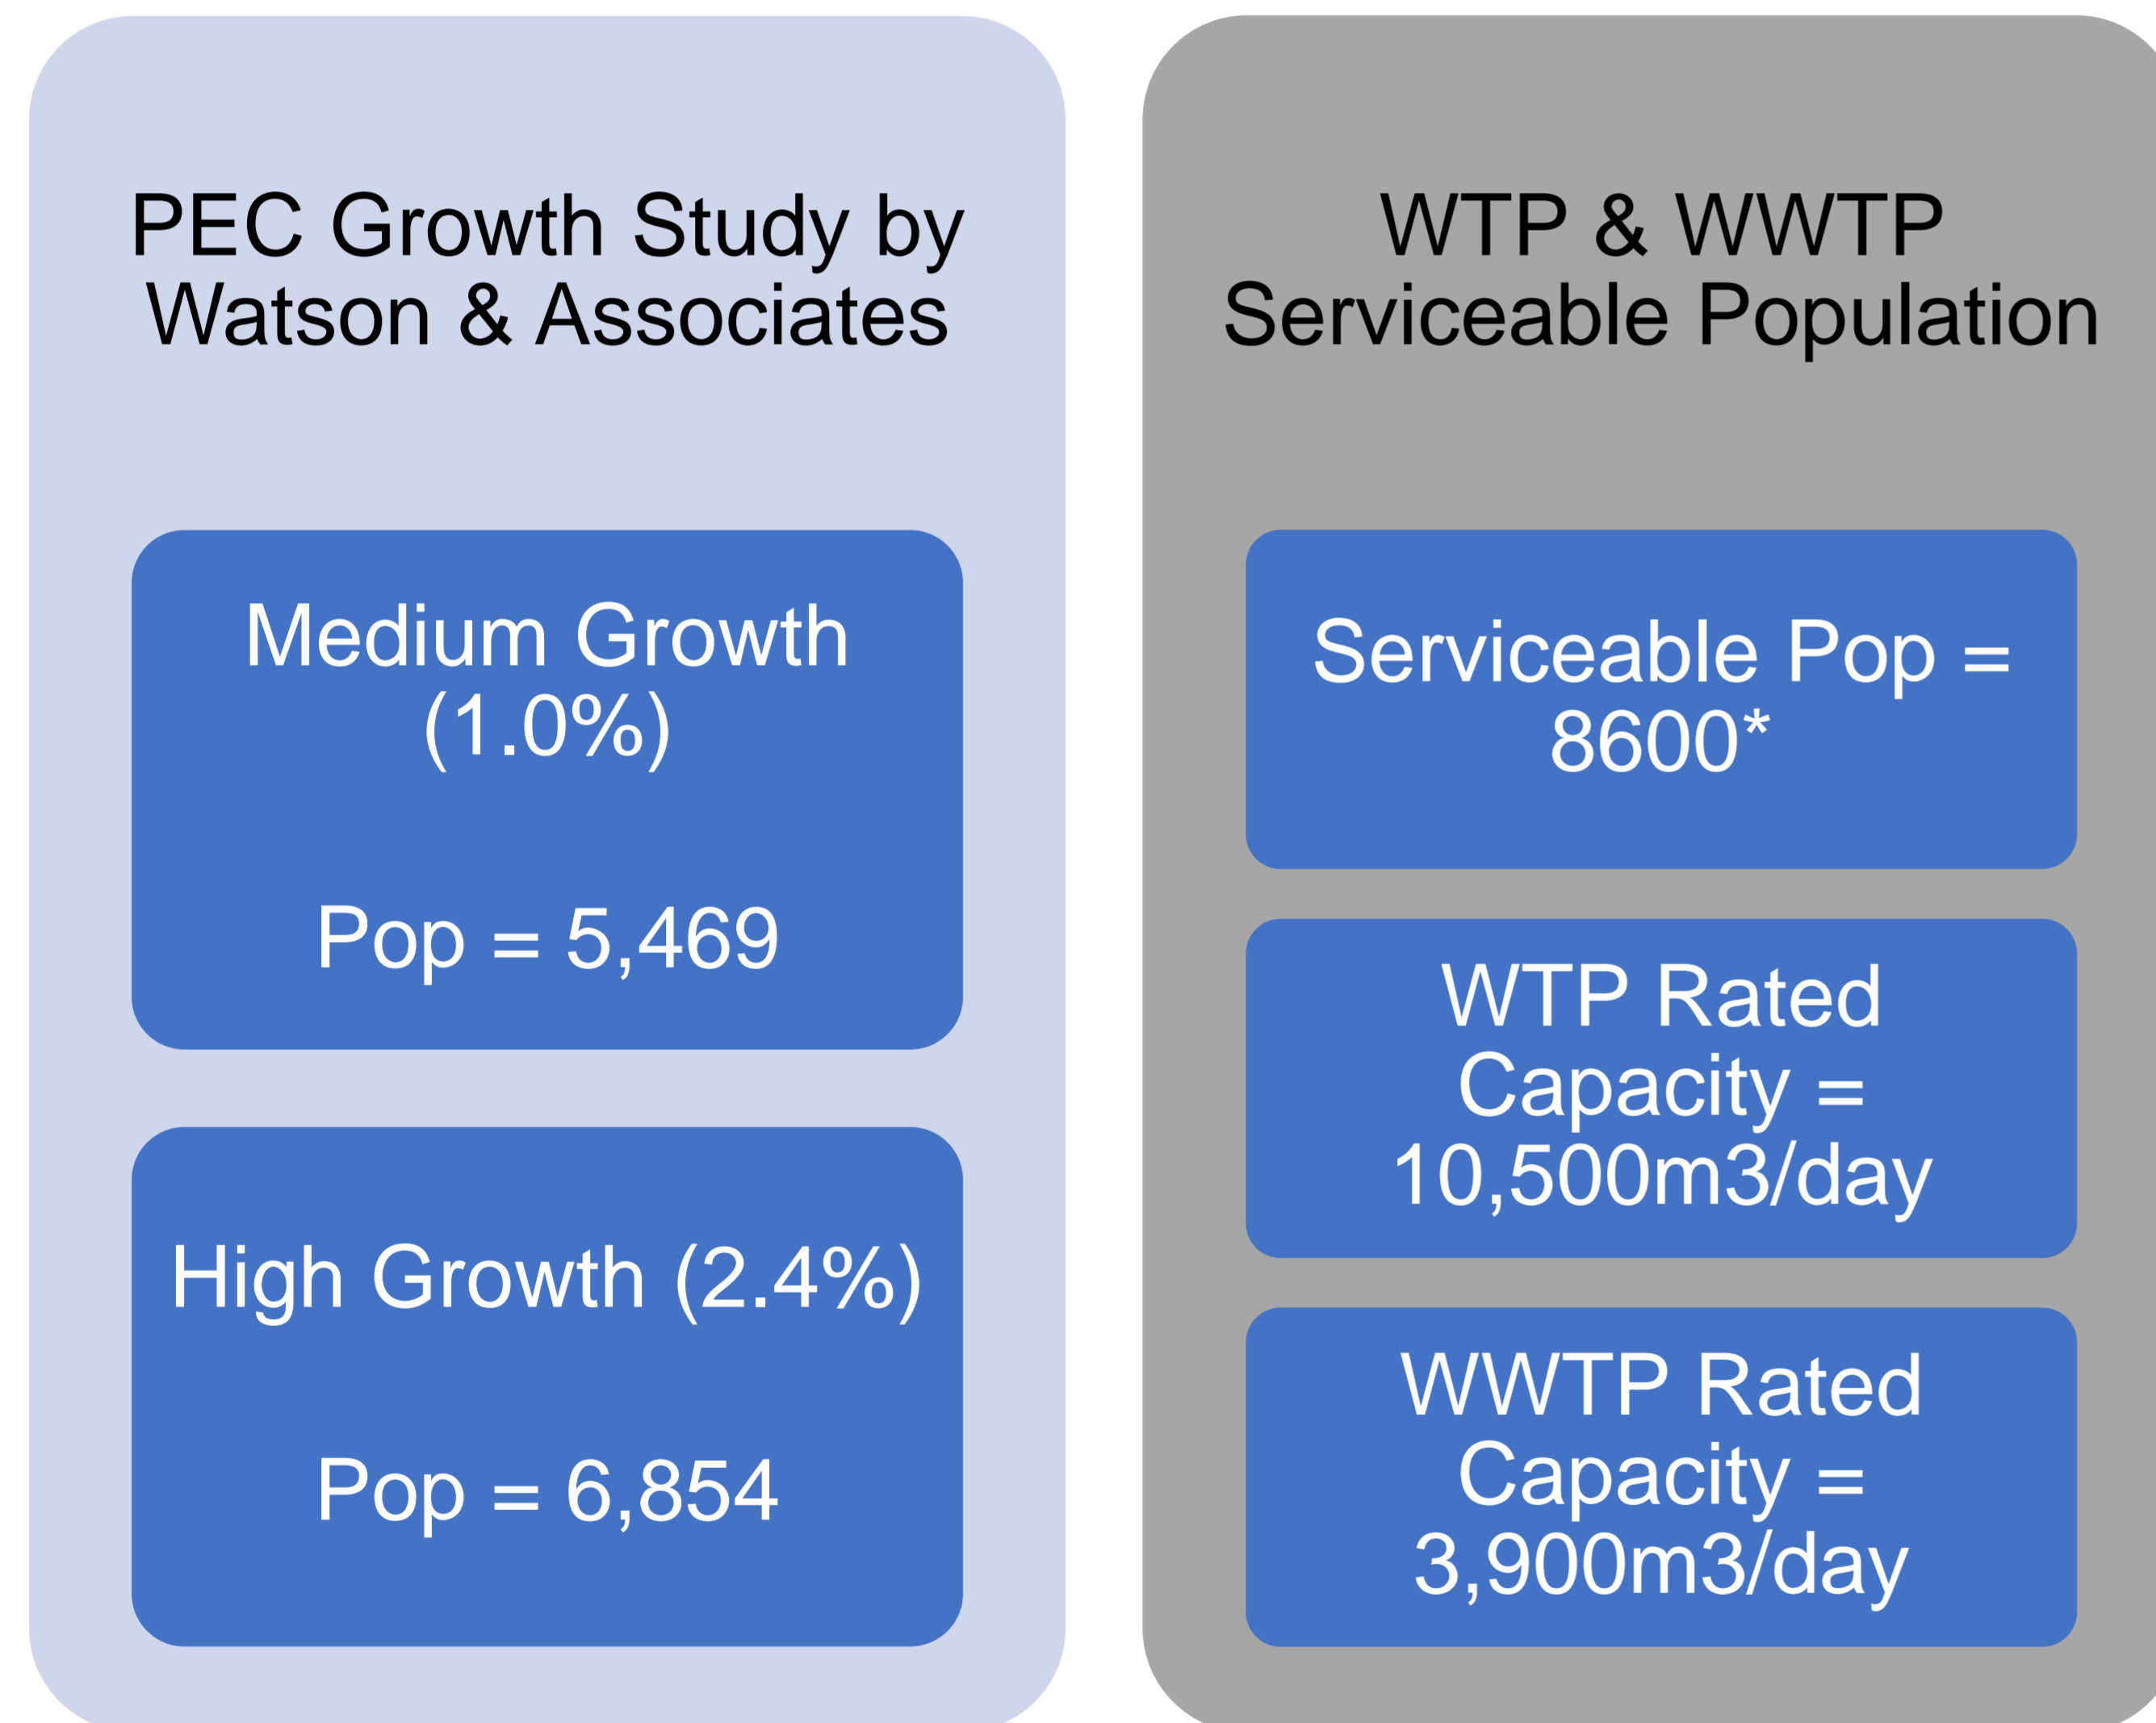 PEC Growth Study by
Watson & Associates
Medium Growth
(1.0%)
Pop = 5,469
High Growth (2.4%)
Pop = 6,854
WTP & WWTP
Serviceable Population
Serviceable Pop =
8600*
WTP Rated
Capacity =
10,500m3/day
WWTP Rated
Capacity =
3,900m3/day